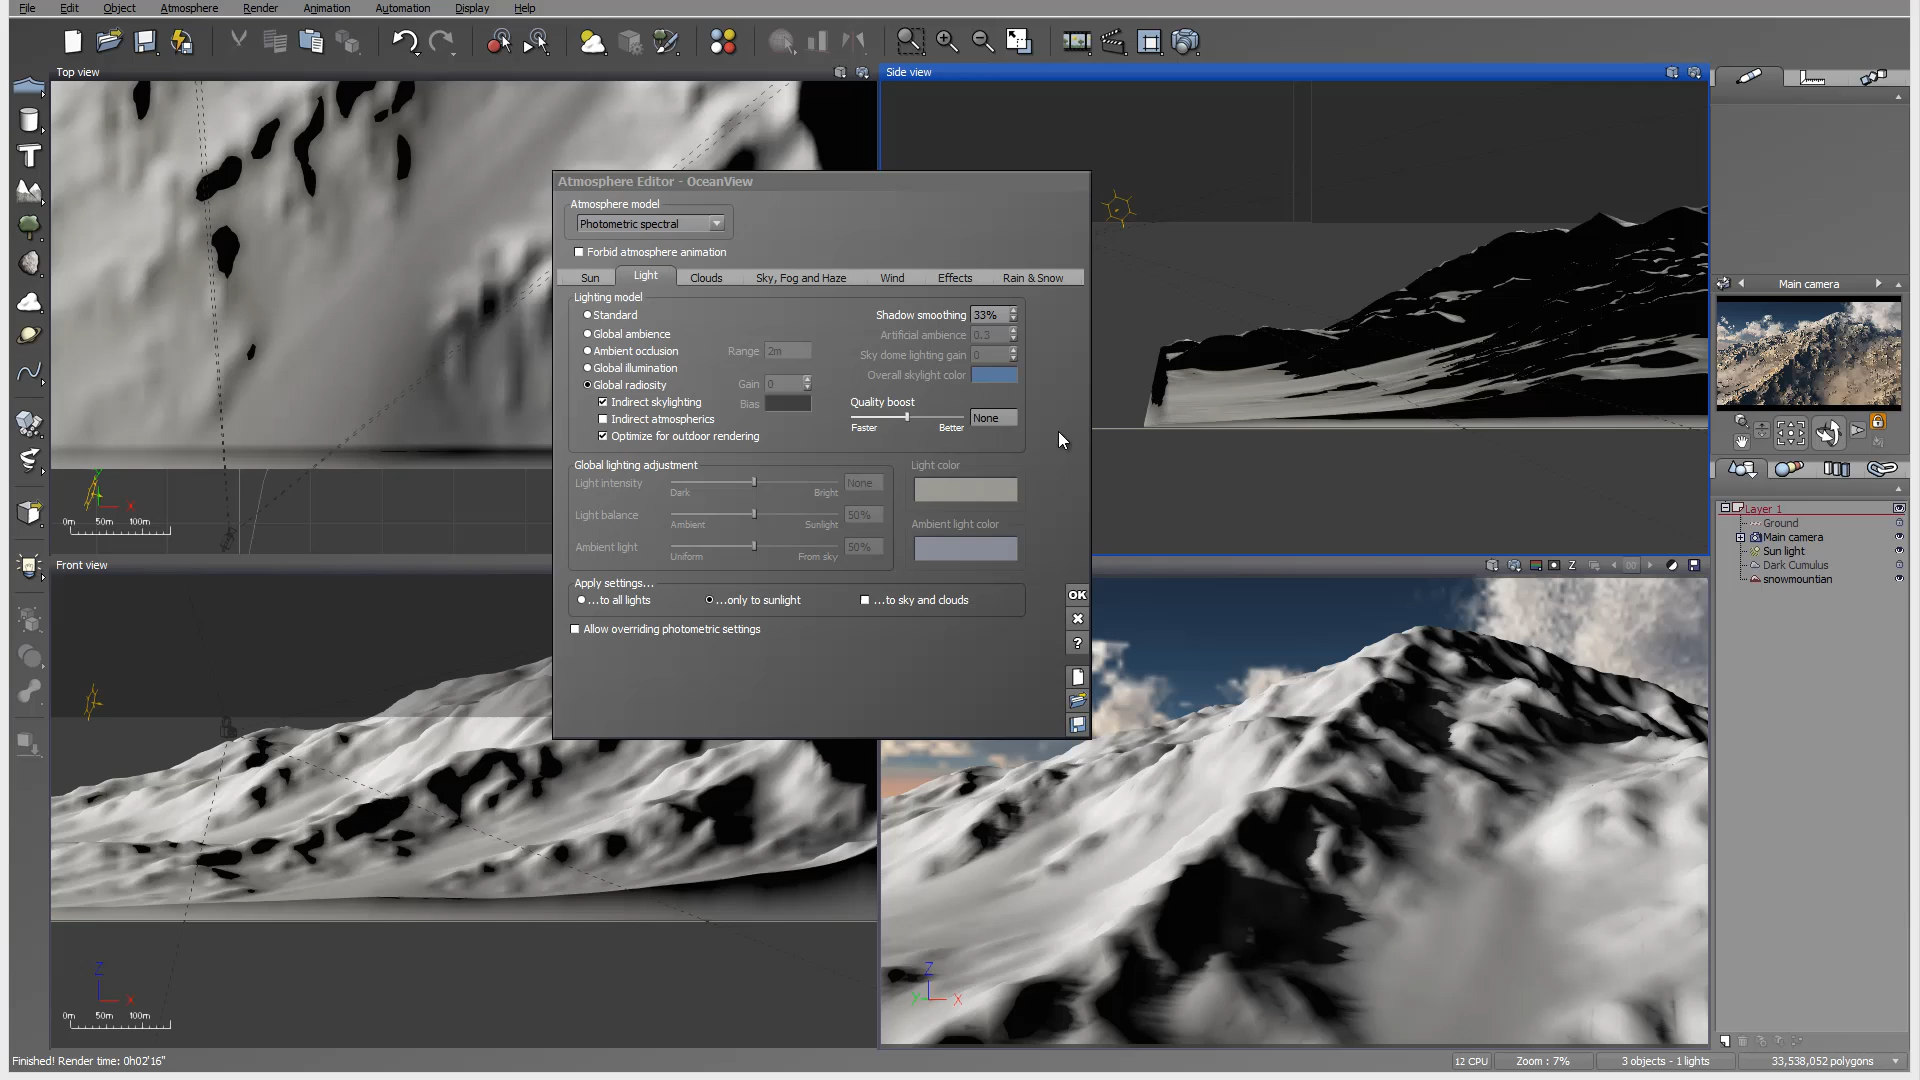 File Edit Object Atmosphere Render Animation Automation Display Help
Top view
Side view
Atmosphere Editor - OceanView
Atmosphere model
Photometric spectral
Forbid atmosphere animation
Sun Light Clouds Sky, Fog and Haze Wind Effects Rain & Snow
Lighting model
Standard
Shadow smoothing 33%
Global ambience
Artificial ambience 0.3
Ambient occlusion
Range 2m
Sky dome lighting gain 0
Global illumination
Overall skylight color
Global radiosity
Gain 0
Indirect skylighting
Bias
Quality boost
Indirect atmospherics
None
Faster Better
Optimize for outdoor rendering
Global lighting adjustment
Light color
Light intensity
None
Dark Bright
Light balance
50%
Ambient Sunlight
Ambient light color
Ambient light
50%
Uniform From sky
Apply settings...
...to all lights
...only to sunlight
...to sky and clouds
Allow overriding photometric settings
OK
?
Main camera
Layer 1
Ground
Main camera
Sun light
Dark Cumulus
snowmountian
X
0m 50m 100m
Front view
Z
00
Z
X
0m 50m 100m
Z
Y X
Finished! Render time: 0h02'16"
12 CPU
Zoom : 7%
3 objects - 1 lights
33,538,052 polygons